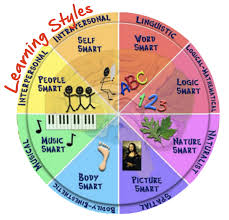 Learning Styles
INTRAPERSONAL
LINGUISTIC
LOGICAL-MATHEMATICAL
NATURALIST
SPATIAL
BODILY-KINESTHETIC
MUSICAL
INTERPERSONAL
SELF
SMART
WORD
SMART
LOGIC
SMART
NATURE
SMART
PICTURE
SMART
BODY
SMART
MUSIC
SMART
PEOPLE
SMART
ABC
123